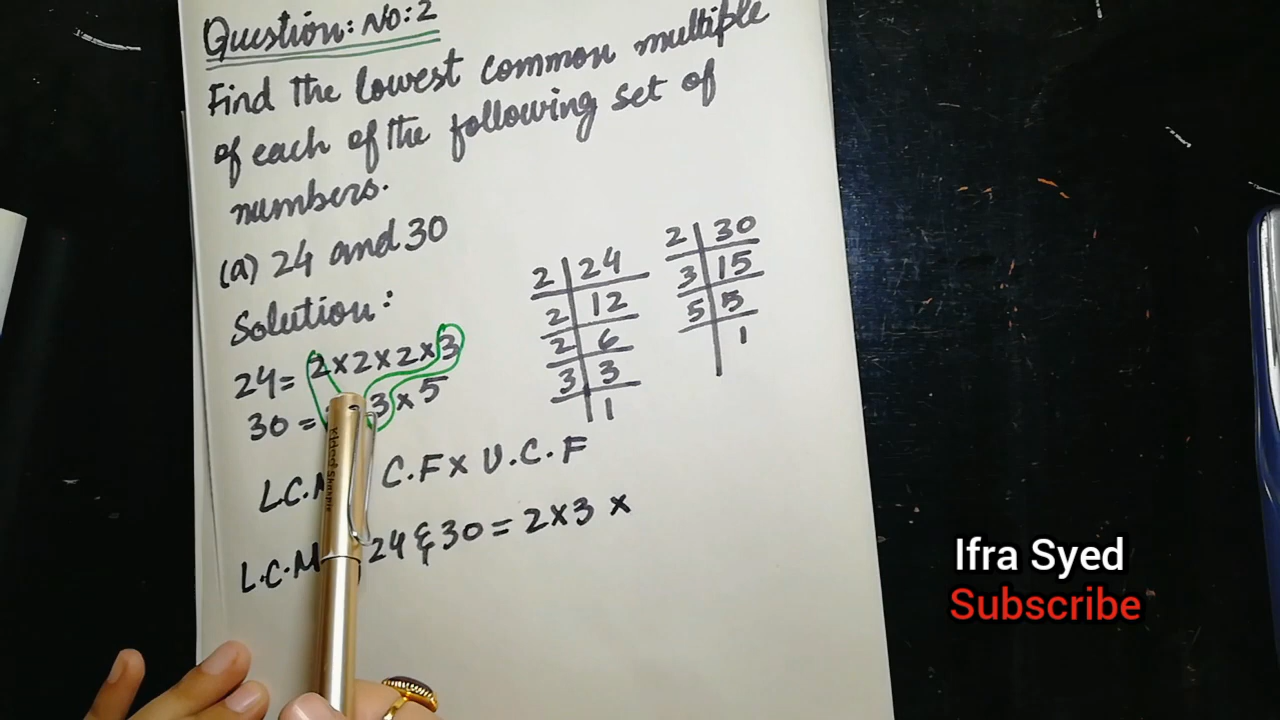 Question: No: 2
Find the lowest common multiple
of each of the following set of
numbers.
(a) 24 and 30
Solution:
24 = 2 x 2 x 2 x 3
30 = 3 x 5
L.C.M C.F x U.C.F
L.C.M 24 & 30 = 2 x 3 x
2 | 24
2 | 12
2 | 6
3 | 3
1
2 | 30
3 | 15
5 | 5
1
Ifra Syed
Subscribe